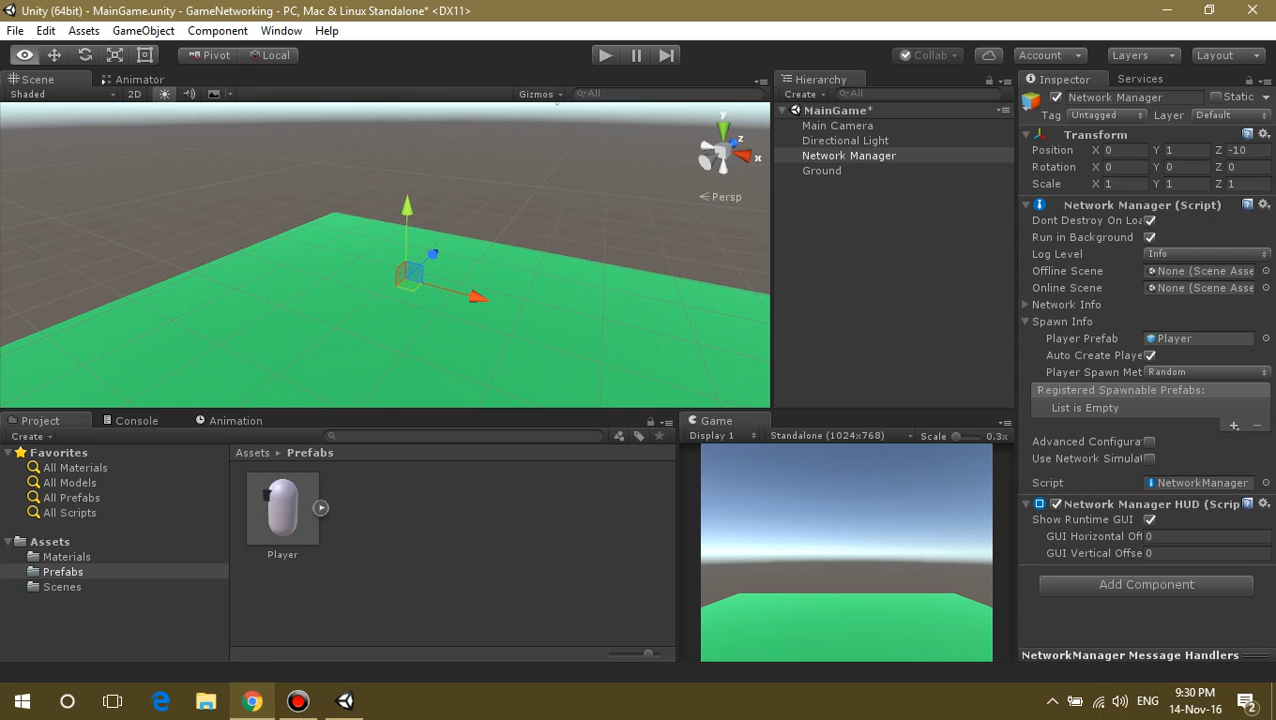 Unity (64bit) - MainGame.unity - GameNetworking - PC, Mac & Linux Standalone* <DX11>
File Edit Assets GameObject Component Window Help
Pivot Local Collab Account Layers Layout
Scene Animator
Shaded 2D Gizmos All
y
z
x
Persp
Hierarchy
Create All
MainGame*
Main Camera
Directional Light
Network Manager
Ground
Inspector Services
Network Manager Static
Tag Untagged Layer Default
Transform
Position X 0 Y 1 Z -10
Rotation X 0 Y 0 Z 0
Scale X 1 Y 1 Z 1
Network Manager (Script)
Dont Destroy On Loa
Run in Background
Log Level Info
Offline Scene None (Scene Asse
Online Scene None (Scene Asse
Network Info
Spawn Info
Player Prefab Player
Auto Create Playe
Player Spawn Met Random
Registered Spawnable Prefabs:
List is Empty
+ −
Advanced Configura
Use Network Simulat
Script NetworkManager
Network Manager HUD (Scrip
Show Runtime GUI
GUI Horizontal Off 0
GUI Vertical Offse 0
Add Component
NetworkManager Message Handlers
Project Console Animation
Create
Favorites
All Materials
All Models
All Prefabs
All Scripts
Assets
Materials
Prefabs
Scenes
Assets Prefabs
Player
Game
Display 1 Standalone (1024x768) Scale 0.3x
ENG
9:30 PM
14-Nov-16
2